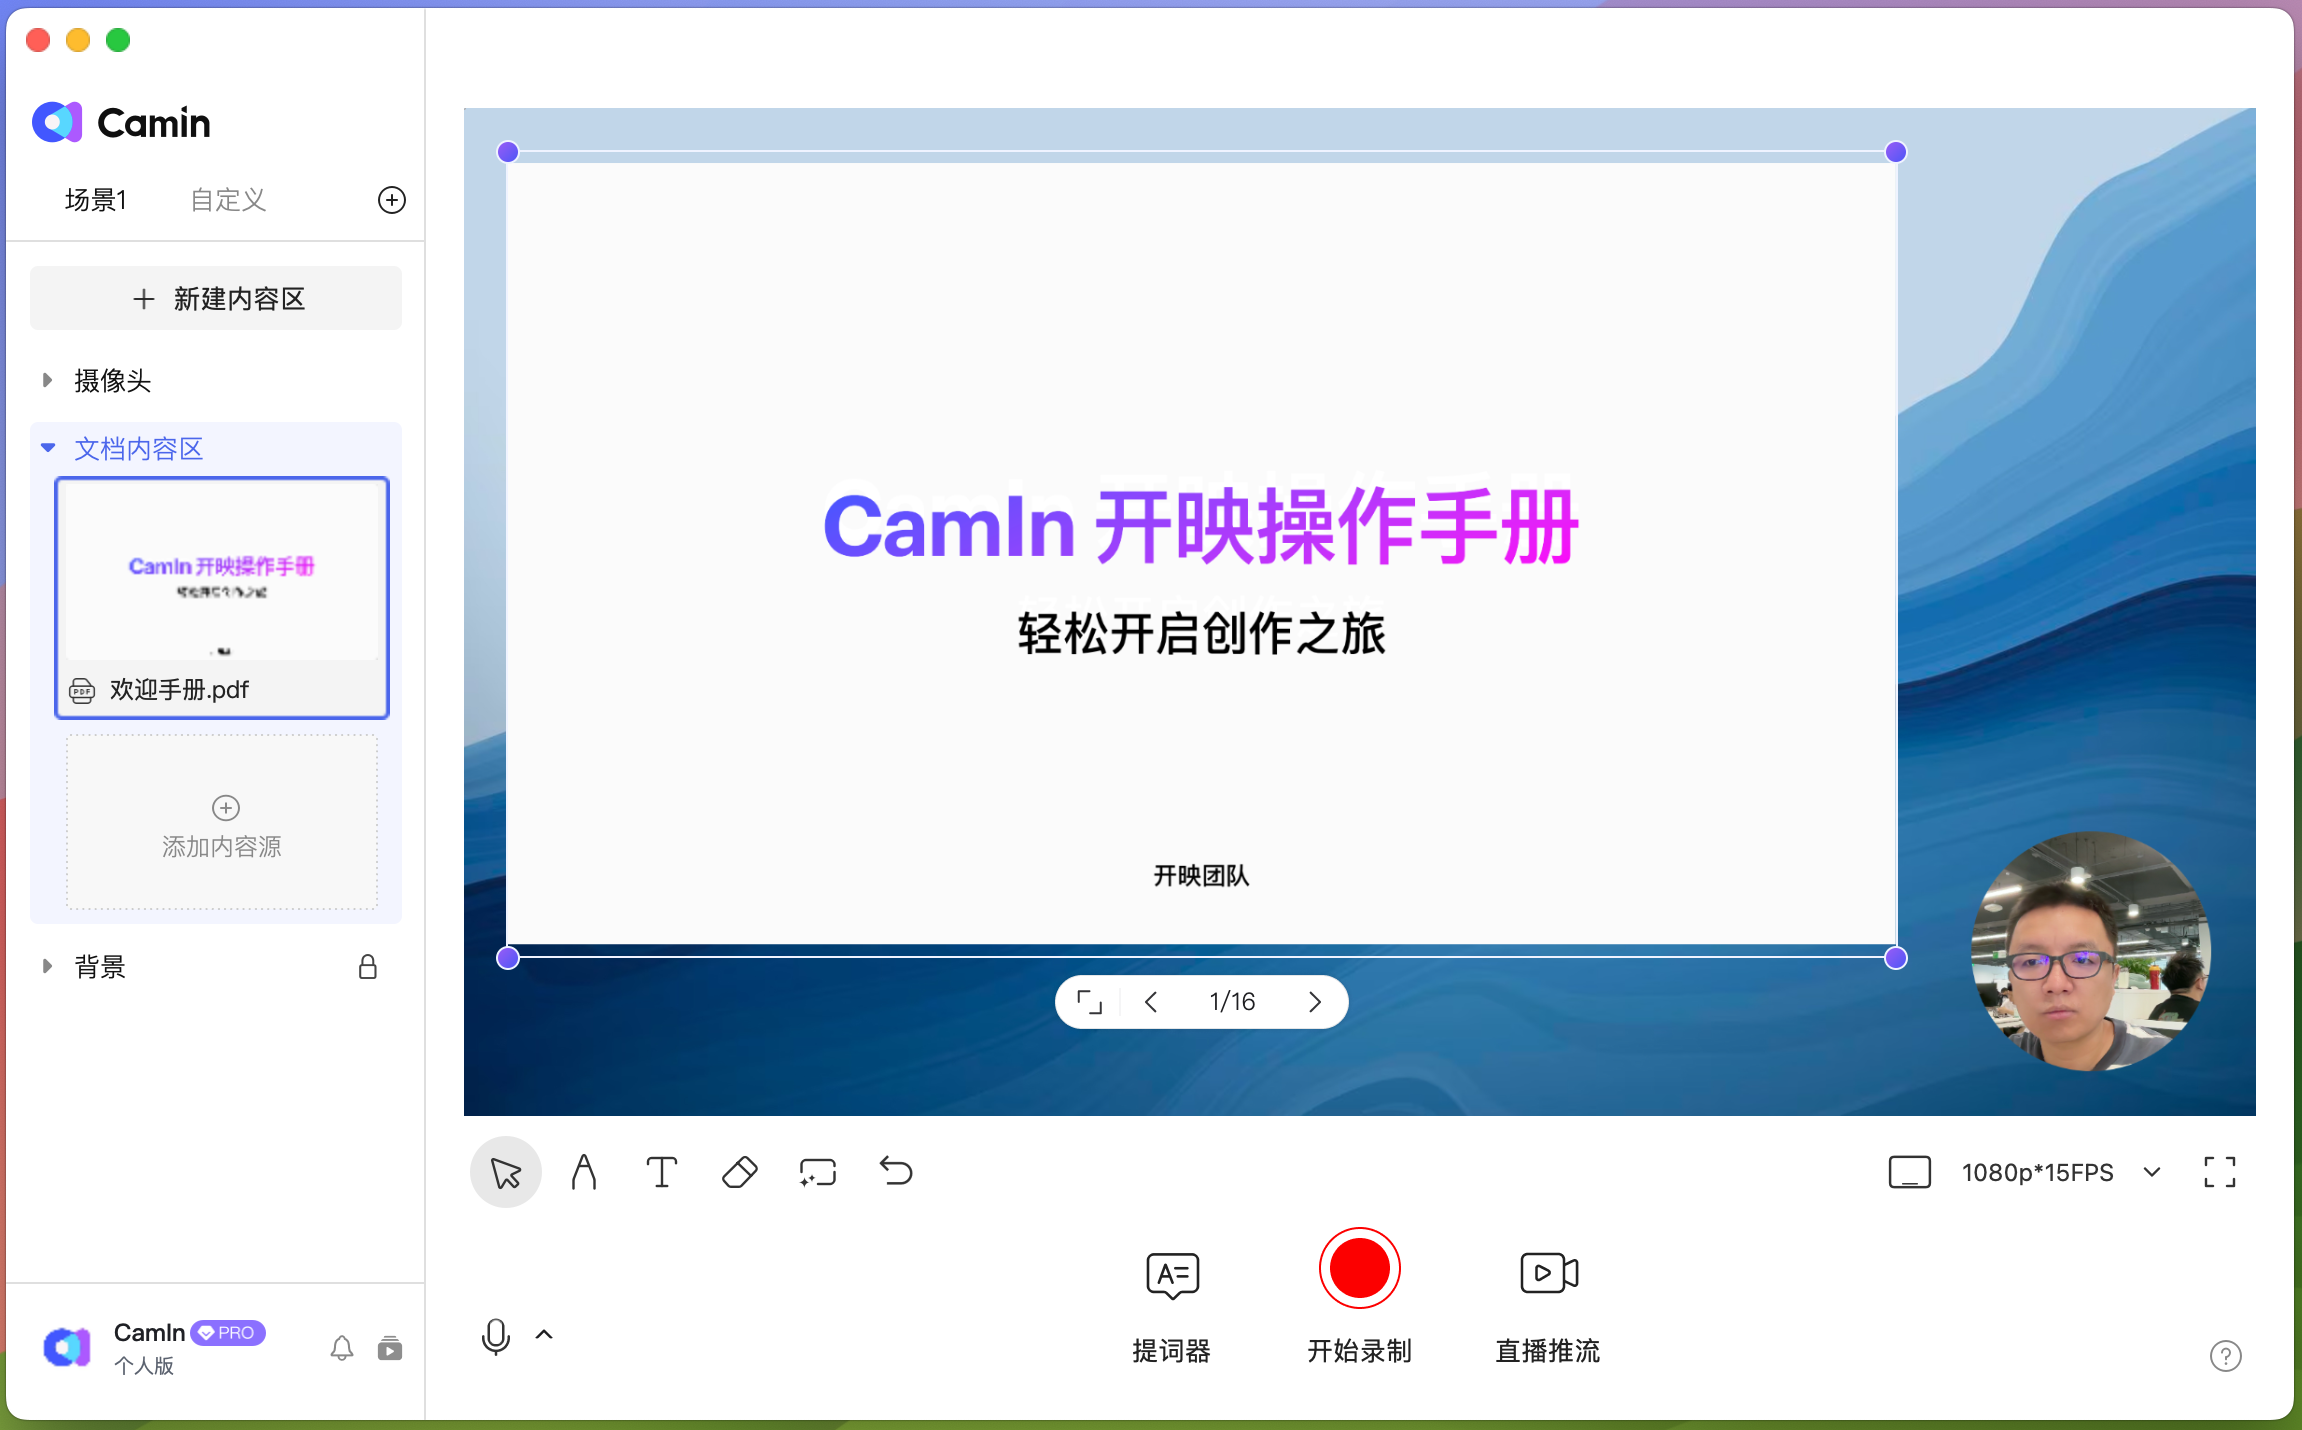 Camin
场景1 自定义
新建内容区
摄像头
文档内容区
CamIn 开映操作手册
欢迎手册.pdf
添加内容源
背景
CamIn PRO
个人版
CamIn 开映操作手册
轻松开启创作之旅
开映团队
1/16
1080p*15FPS
提词器
开始录制
直播推流